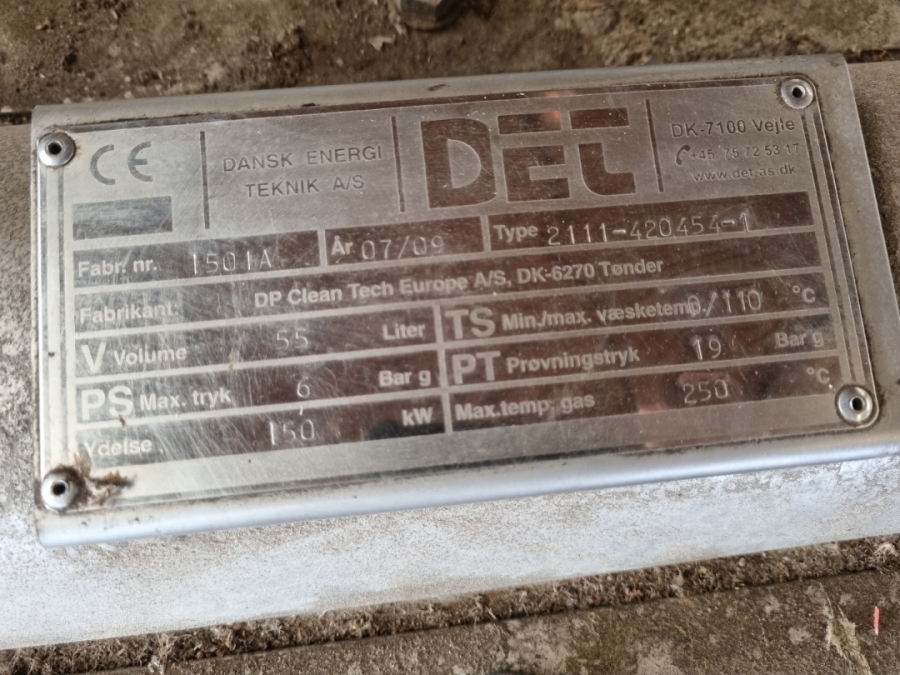 CE
DANSK ENERGI
TEKNIK A/S
DET
DK-7100 Vejle
+45 75 72 53 17
www.det-as.dk
Fabr. nr. 1501A År 07/09 Type 2111-420454-1
Fabrikant. DP Clean Tech Europe A/S, DK-6270 Tønder
V Volume 55 Liter TS Min./max. væsketemp. 0/110 °C
PS Max. tryk 6 Bar g PT Prøvningstryk 19 Bar g
Ydelse. 150 kW Max.temp. gas 250 °C